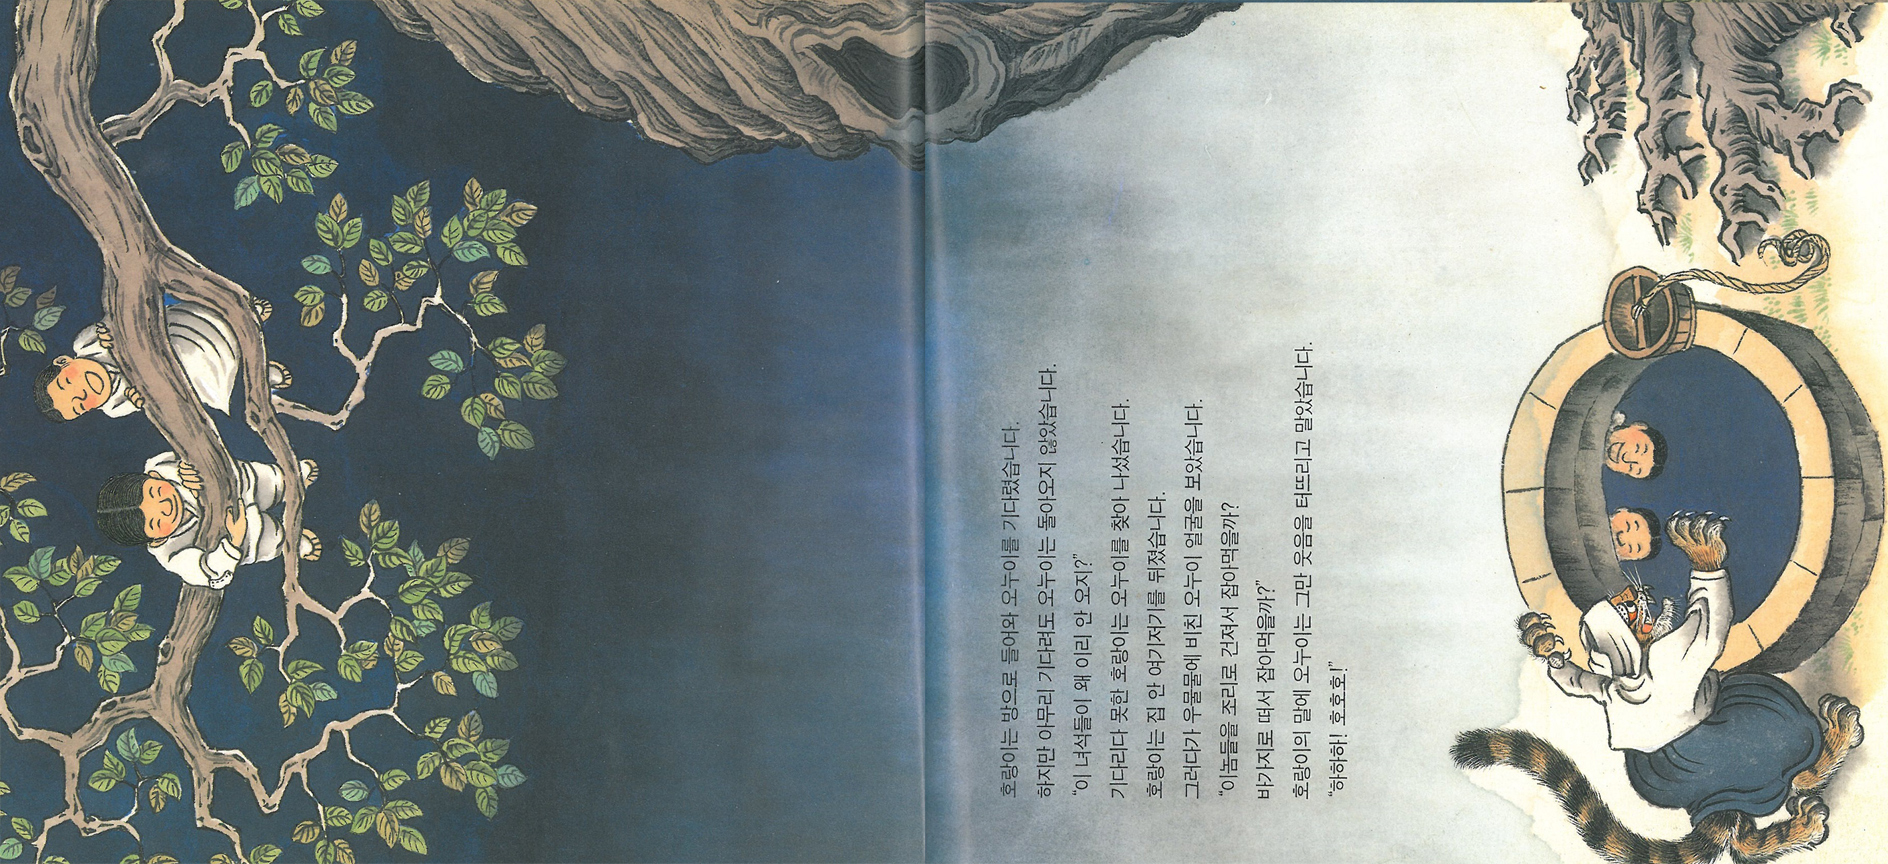 호랑이는 방으로 들어와 오누이를 기다렸습니다.
하지만 아무리 기다려도 오누이는 돌아오지 않았습니다.
“이 녀석들이 왜 이리 안 오지?”
기다리다 못한 호랑이는 오누이를 찾아 나섰습니다.
호랑이는 집 안 여기저기를 뒤졌습니다.
그러다가 우물물에 비친 오누이 얼굴을 보았습니다.
“이놈들을 조리로 건져서 잡아먹을까?
바가지로 떠서 잡아먹을까?”
호랑이의 말에 오누이는 그만 웃음을 터뜨리고 말았습니다.
“하하하! 호호호!”